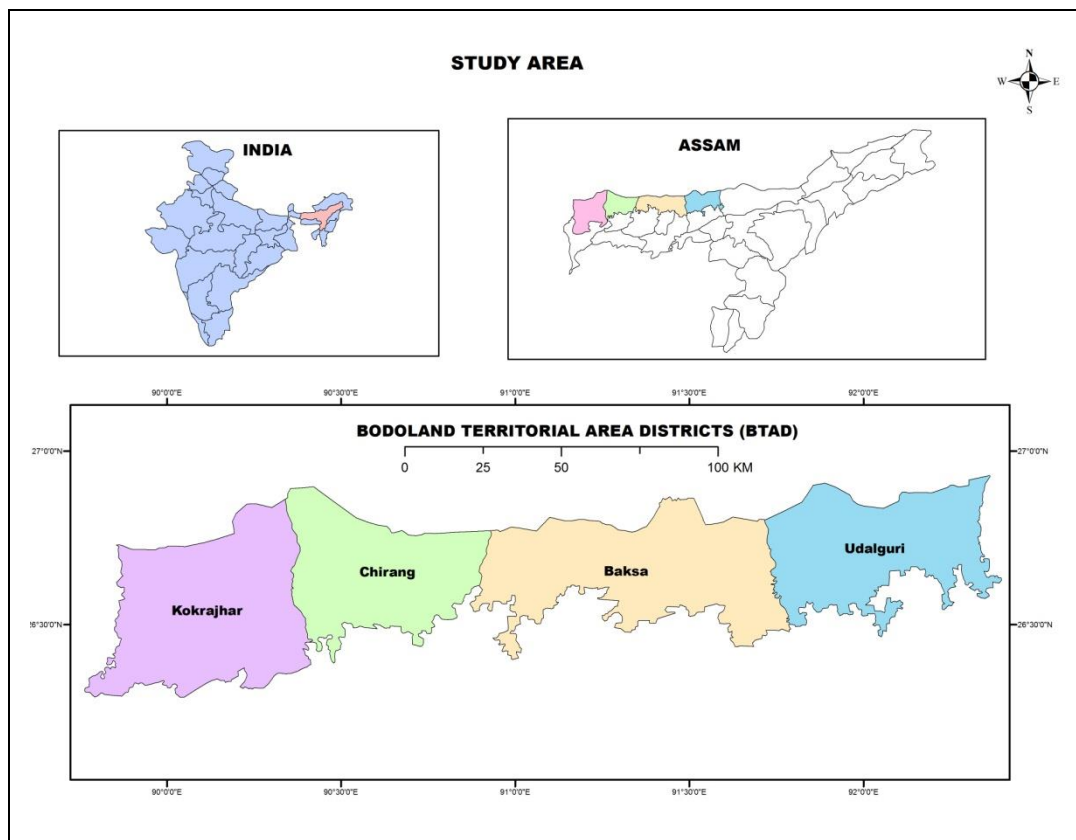 STUDY AREA
N
W E
S
INDIA
ASSAM
90°0'0"E 90°30'0"E 91°0'0"E 91°30'0"E 92°0'0"E
BODOLAND TERRITORIAL AREA DISTRICTS (BTAD)
27°0'0"N 27°0'0"N
0 25 50 100 KM
Udalguri
Chirang
Baksa
Kokrajhar
26°30'0"N 26°30'0"N
90°0'0"E 90°30'0"E 91°0'0"E 91°30'0"E 92°0'0"E